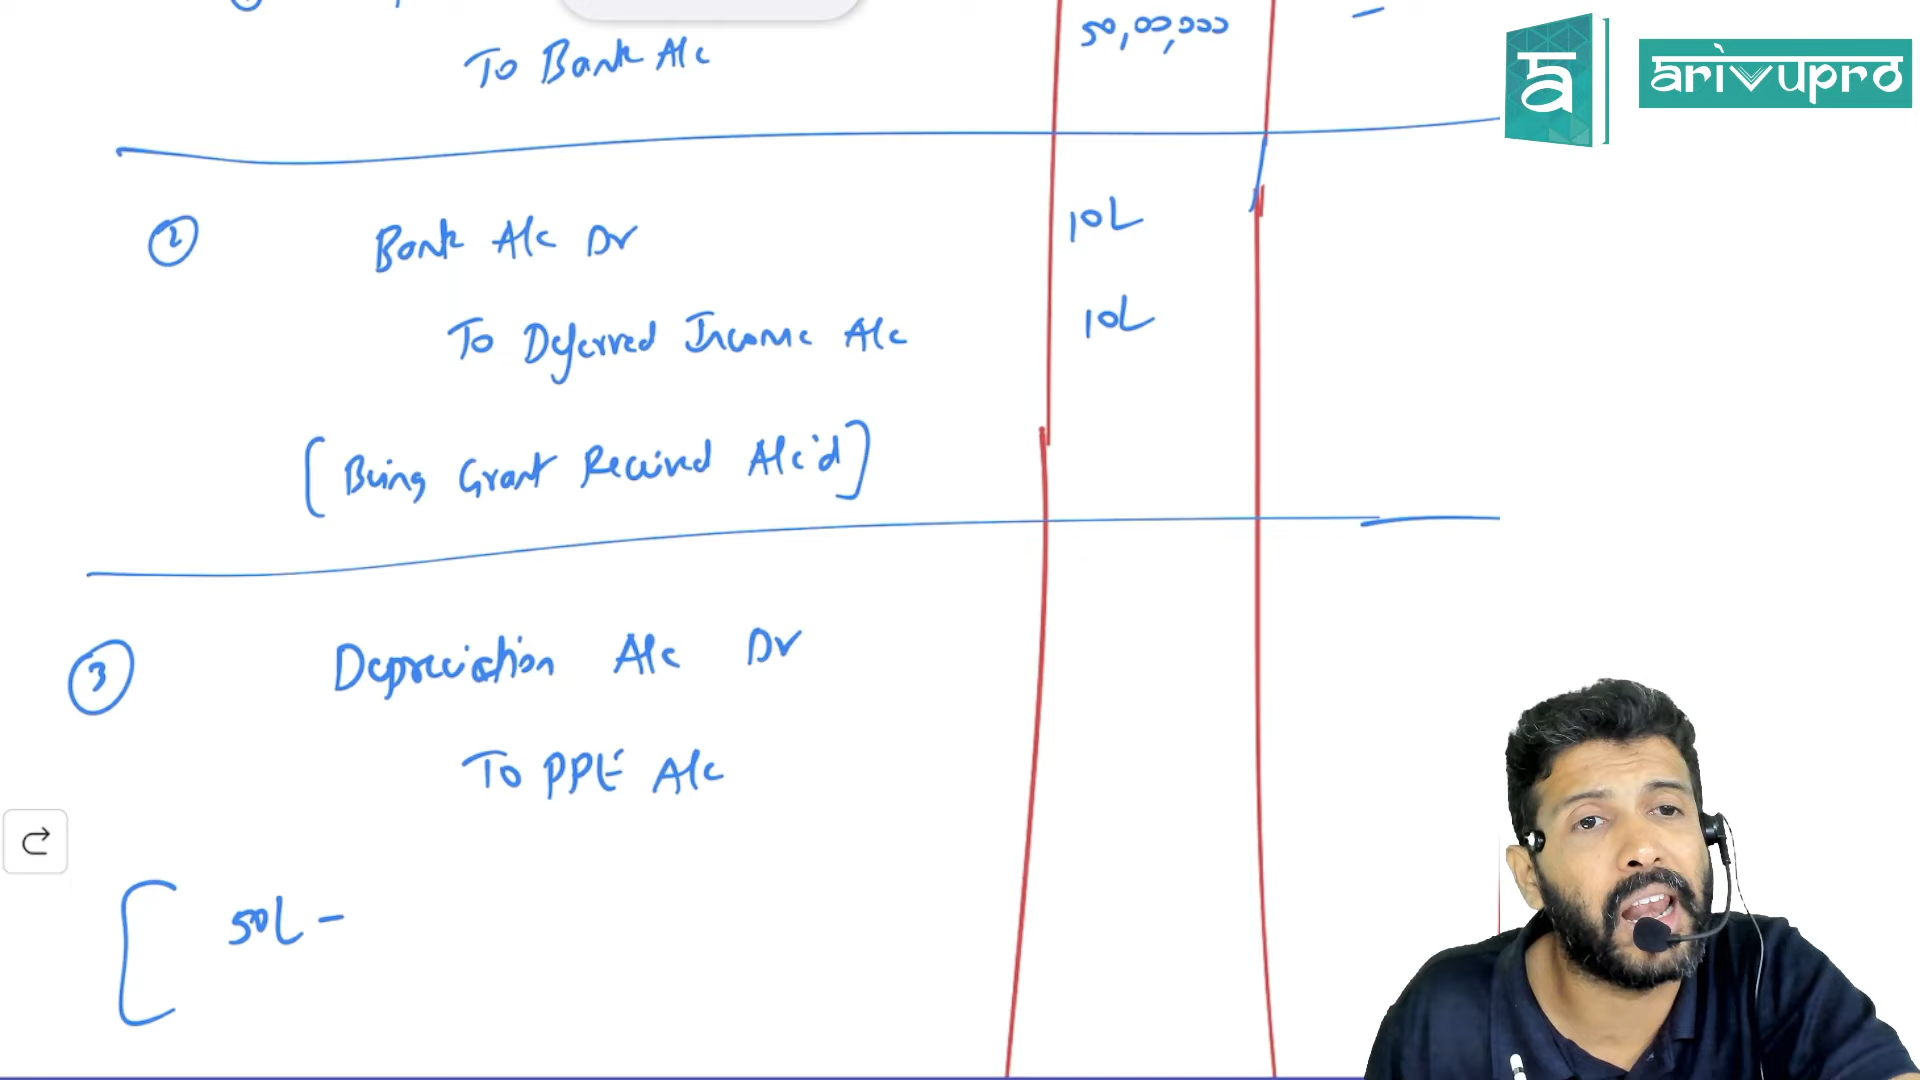 50,00,000
To Bank A/c
a arivupro
② Bank A/c Dr 10L
To Deferred Income A/c 10L
[Being Grant Received A/c'd]
③ Depreciation A/c Dr
To PPE A/c
[ 50L -